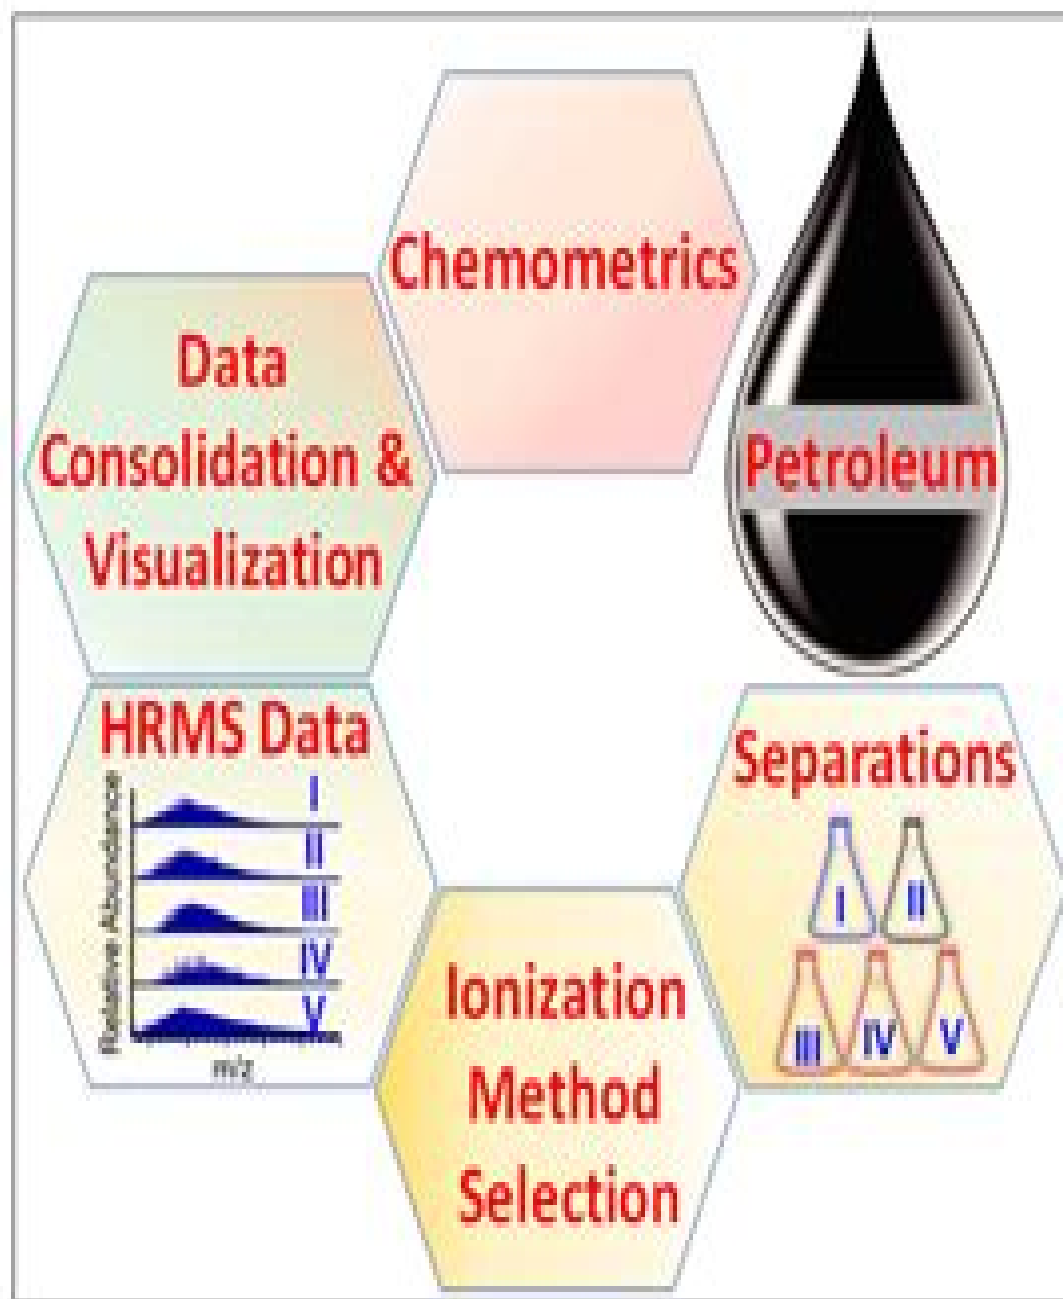 Chemometrics
Petroleum
Data
Consolidation &
Visualization
HRMS Data
Relative Abundance
I
II
III
IV
V
m/z
Separations
I II
III IV V
Ionization
Method
Selection